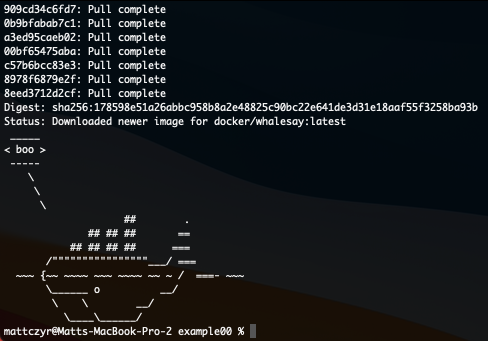 909cd34c6fd7: Pull complete
0b9bfabab7c1: Pull complete
a3ed95caeb02: Pull complete
00bf65475aba: Pull complete
c57b6bcc83e3: Pull complete
8978f6879e2f: Pull complete
8eed3712d2cf: Pull complete
Digest: sha256:178598e51a26abbc958b8a2e48825c90bc22e641de3d31e18aaf55f3258ba93b
Status: Downloaded newer image for docker/whalesay:latest
 _____
< boo >
 -----
    \
     \
      \
                    ##        .
              ## ## ##       ==
           ## ## ## ##      ===
       /""""""""""""""""___/ ===
  ~~~ {~~ ~~~~ ~~~ ~~~~ ~~ ~ /  ===- ~~~
       \______ o          __/
        \    \        __/
          \____\______/
mattczyr@Matts-MacBook-Pro-2 example00 %